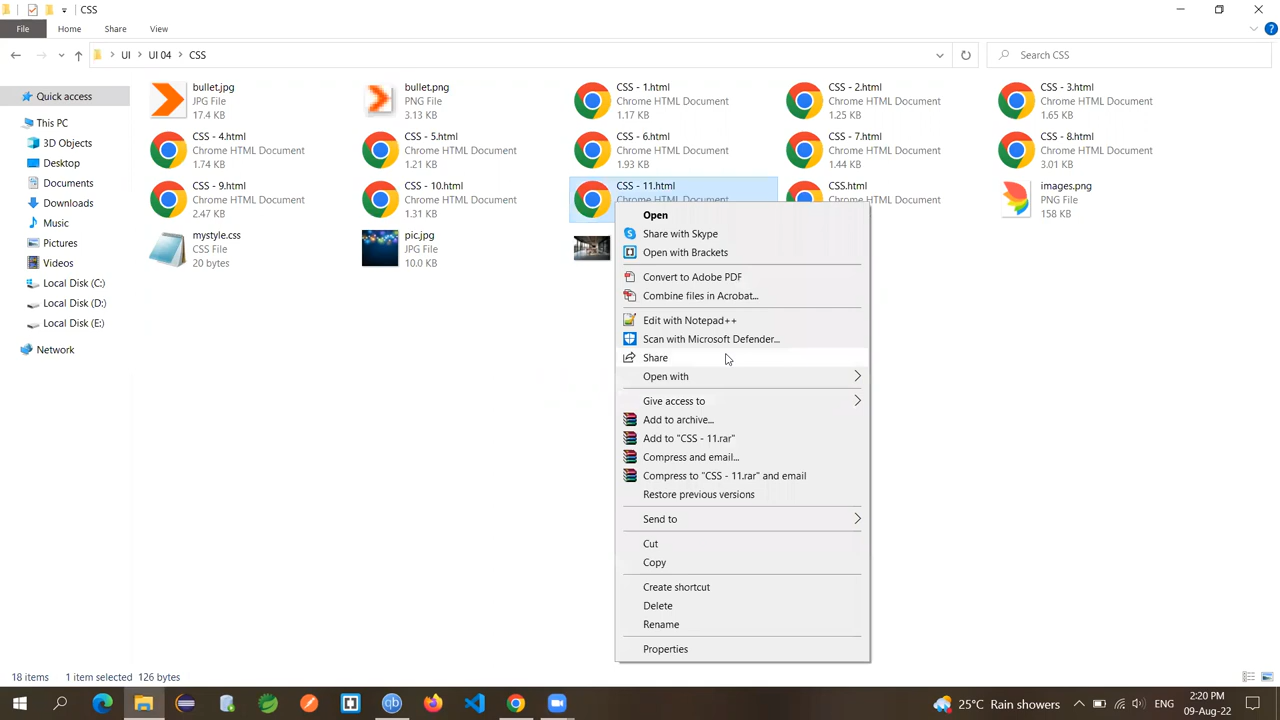 CSS
File
Home
Share
View
UI
UI 04
CSS
Search CSS
Quick access
This PC
3D Objects
Desktop
Documents
Downloads
Music
Pictures
Videos
Local Disk (C:)
Local Disk (D:)
Local Disk (E:)
Network
bullet.jpg
JPG File
17.4 KB
bullet.png
PNG File
3.13 KB
CSS - 1.html
Chrome HTML Document
1.17 KB
CSS - 2.html
Chrome HTML Document
1.25 KB
CSS - 3.html
Chrome HTML Document
1.65 KB
CSS - 4.html
Chrome HTML Document
1.74 KB
CSS - 5.html
Chrome HTML Document
1.21 KB
CSS - 6.html
Chrome HTML Document
1.93 KB
CSS - 7.html
Chrome HTML Document
1.44 KB
CSS - 8.html
Chrome HTML Document
3.01 KB
CSS - 9.html
Chrome HTML Document
2.47 KB
CSS - 10.html
Chrome HTML Document
1.31 KB
CSS - 11.html
Chrome HTML Document
CSS.html
Chrome HTML Document
images.png
PNG File
158 KB
mystyle.css
CSS File
20 bytes
pic.jpg
JPG File
10.0 KB
Open
Share with Skype
Open with Brackets
Convert to Adobe PDF
Combine files in Acrobat...
Edit with Notepad++
Scan with Microsoft Defender...
Share
Open with
Give access to
Add to archive...
Add to "CSS - 11.rar"
Compress and email...
Compress to "CSS - 11.rar" and email
Restore previous versions
Send to
Cut
Copy
Create shortcut
Delete
Rename
Properties
18 items
1 item selected 126 bytes
25°C Rain showers
ENG
2:20 PM
09-Aug-22